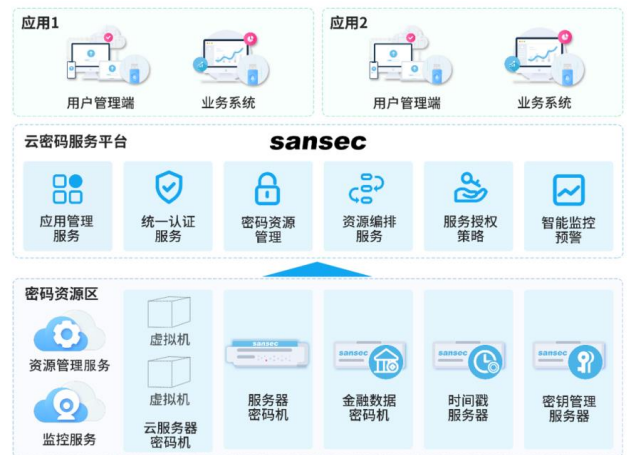 应用1
应用2
用户管理端
业务系统
用户管理端
业务系统
云密码服务平台
sansec
应用管理
服务
统一认证
服务
密码资源
管理
资源编排
服务
服务授权
策略
智能监控
预警
密码资源区
资源管理服务
监控服务
虚拟机
虚拟机
云服务器
密码机
sansec
服务器
密码机
sansec
金融数据
密码机
sansec
时间戳
服务器
sansec
密钥管理
服务器